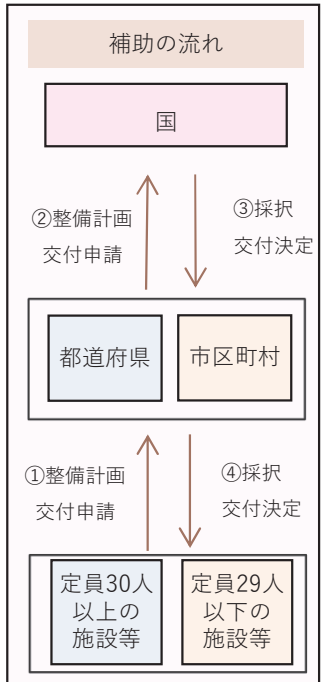 補助の流れ
国
②整備計画
交付申請
③採択
交付決定
都道府県
市区町村
①整備計画
交付申請
④採択
交付決定
定員30人
以上の
施設等
定員29人
以下の
施設等